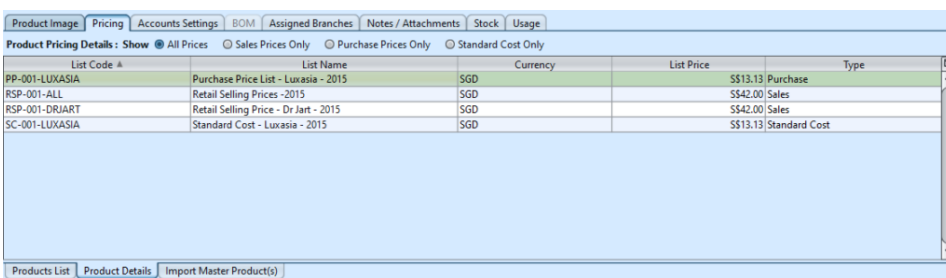 Product Image Pricing Accounts Settings BOM Assigned Branches Notes / Attachments Stock Usage
Product Pricing Details : Show All Prices Sales Prices Only Purchase Prices Only Standard Cost Only
List Code List Name Currency List Price Type
PP-001-LUXASIA Purchase Price List - Luxasia - 2015 SGD S$13.13 Purchase
RSP-001-ALL Retail Selling Prices -2015 SGD S$42.00 Sales
RSP-001-DRJART Retail Selling Price - Dr Jart - 2015 SGD S$42.00 Sales
SC-001-LUXASIA Standard Cost - Luxasia - 2015 SGD S$13.13 Standard Cost
Products List Product Details Import Master Product(s)